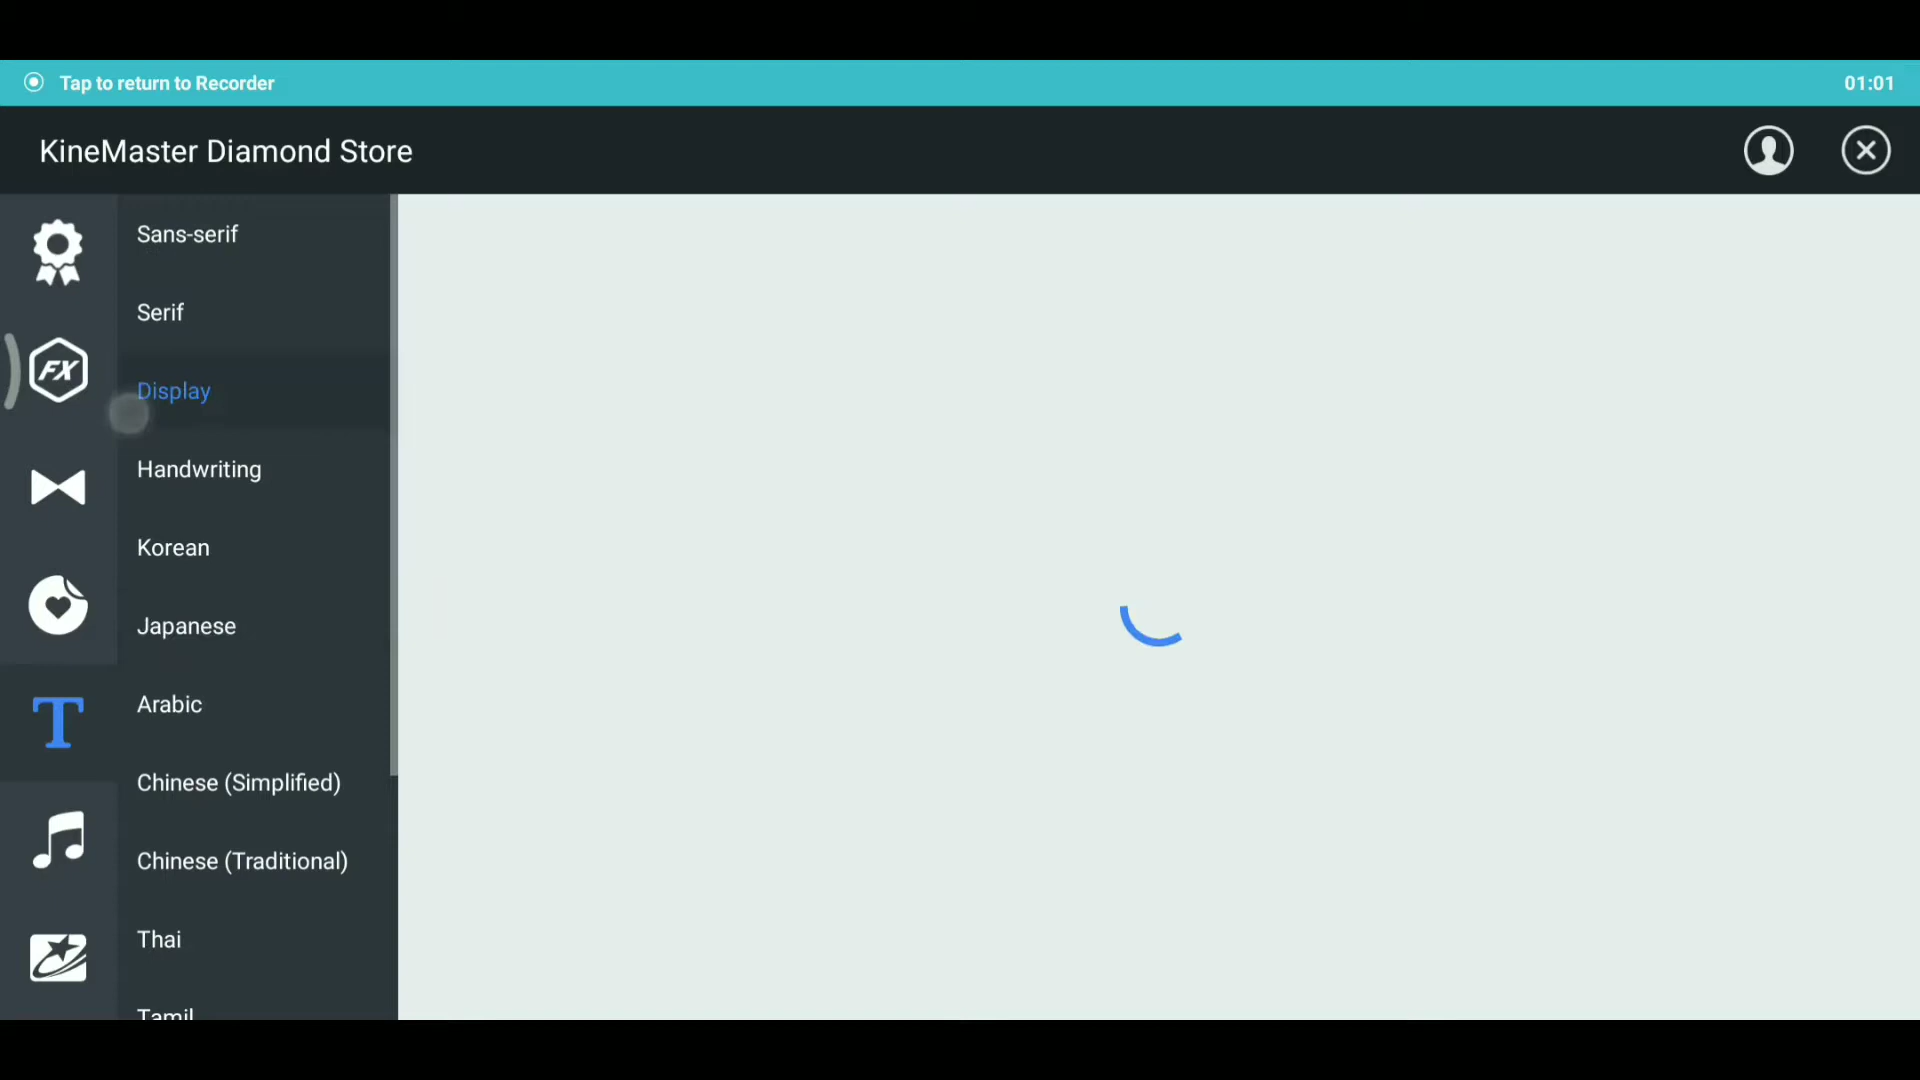 Tap to return to Recorder
01:01
KineMaster Diamond Store
Sans-serif
Serif
FX
Display
Handwriting
Korean
Japanese
T
Arabic
Chinese (Simplified)
Chinese (Traditional)
Thai
Tamil